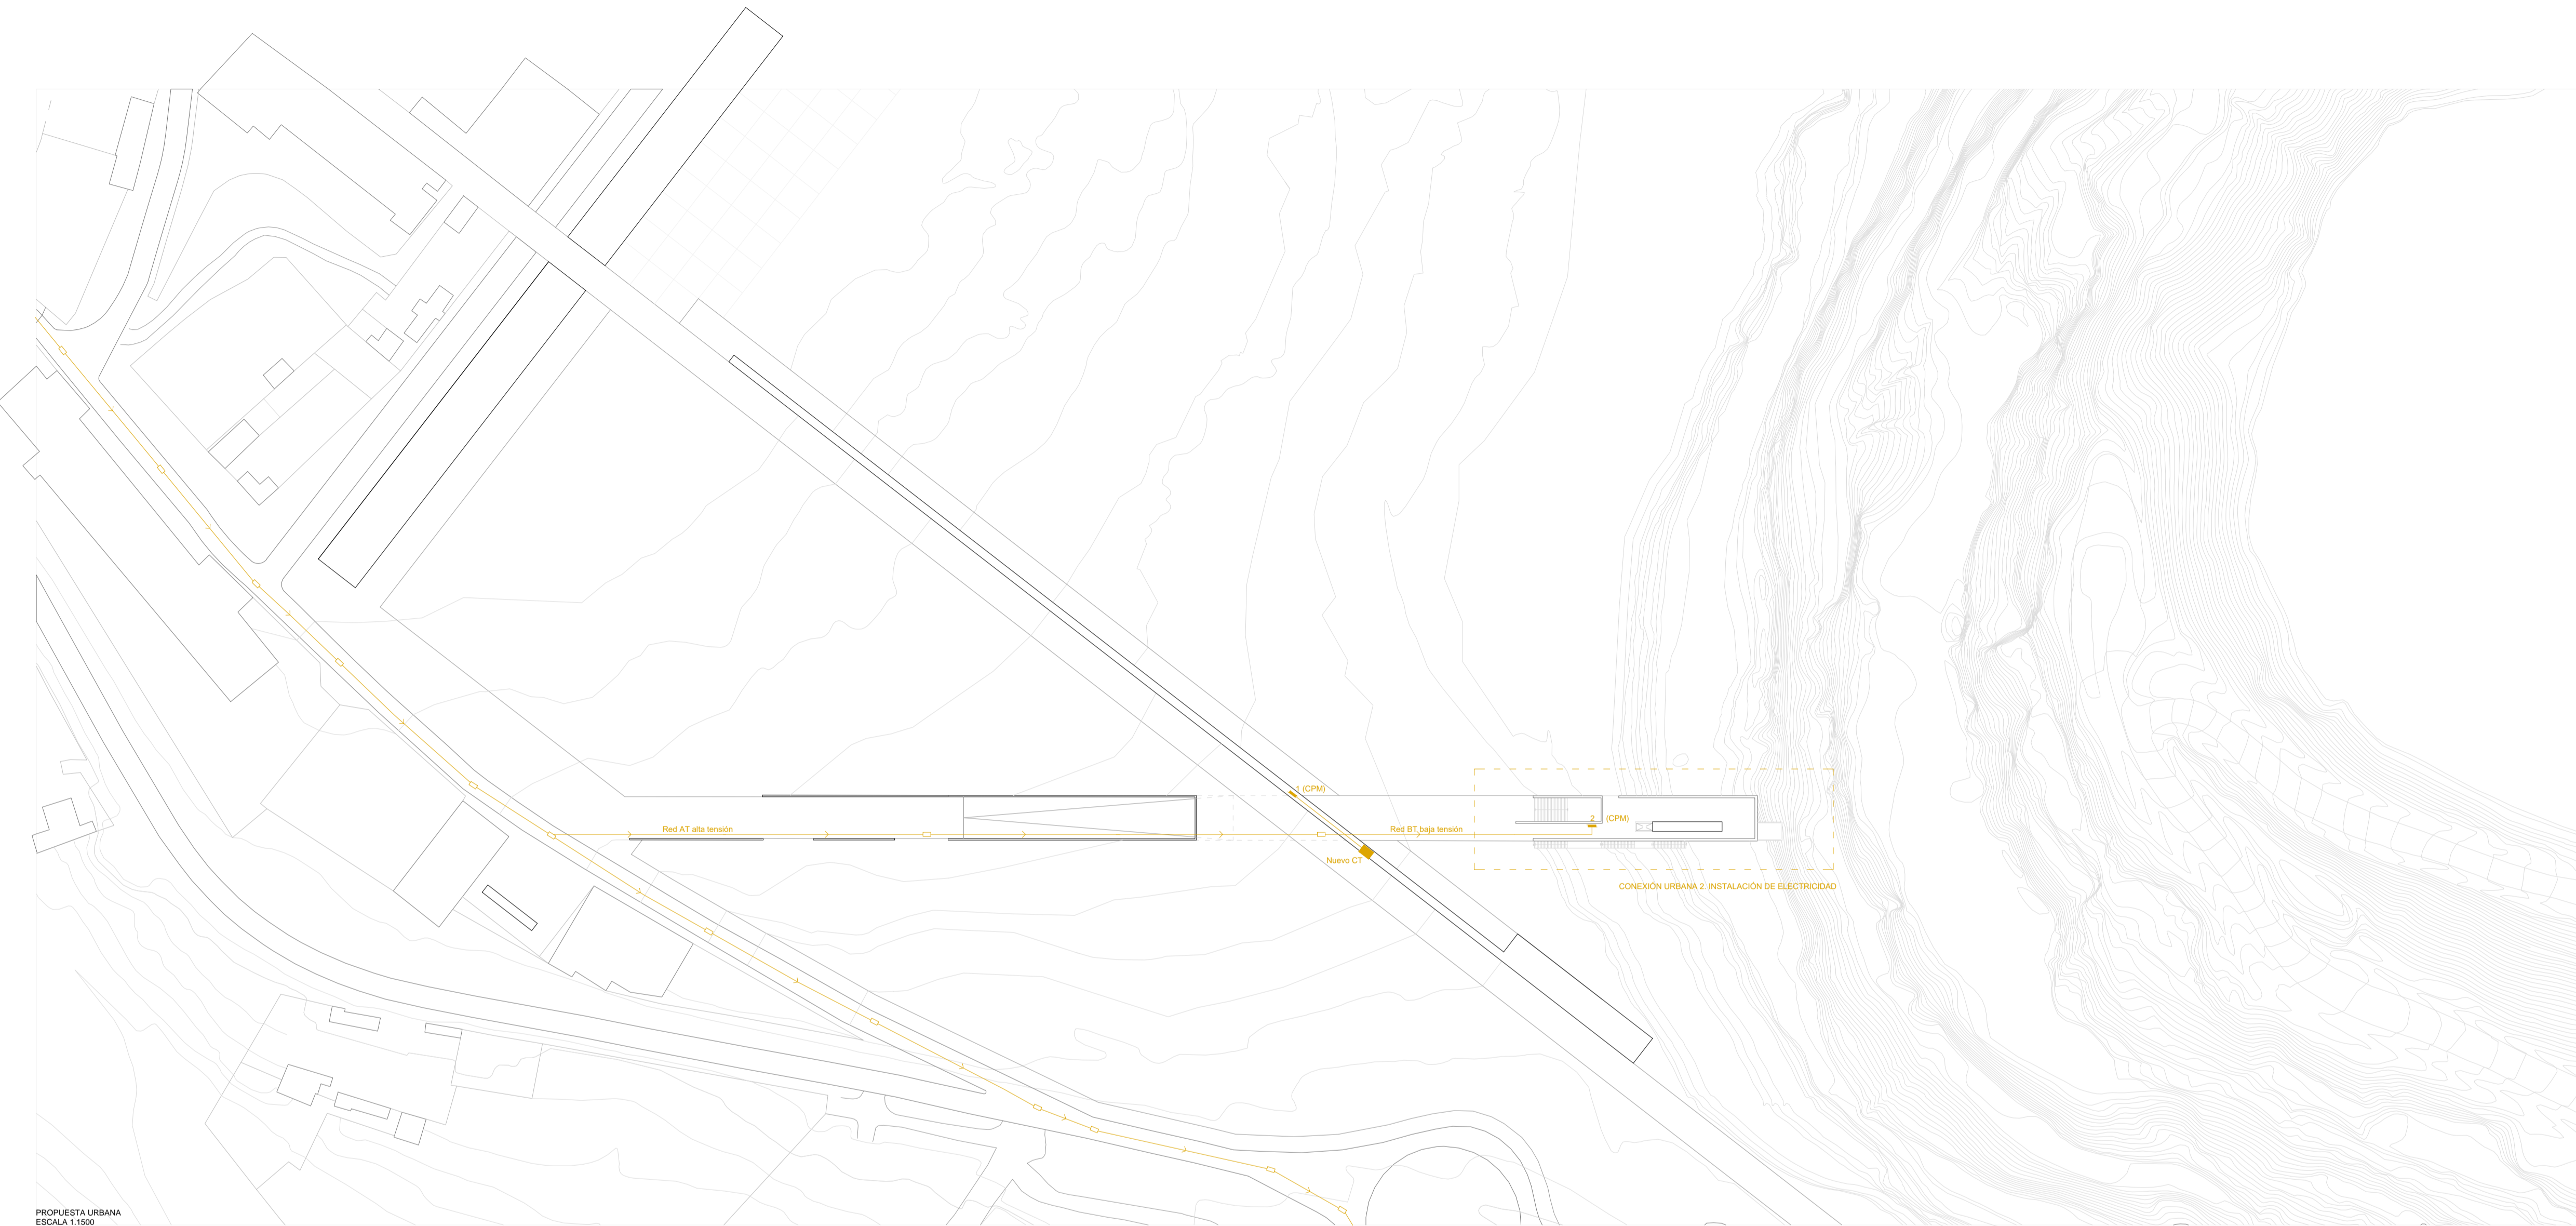 1 (CPM)
Red AT alta tensión
Red BT baja tensión
2 (CPM)
Nuevo CT
CONEXIÓN URBANA 2. INSTALACIÓN DE ELECTRICIDAD
PROPUESTA URBANA
ESCALA 1.1500